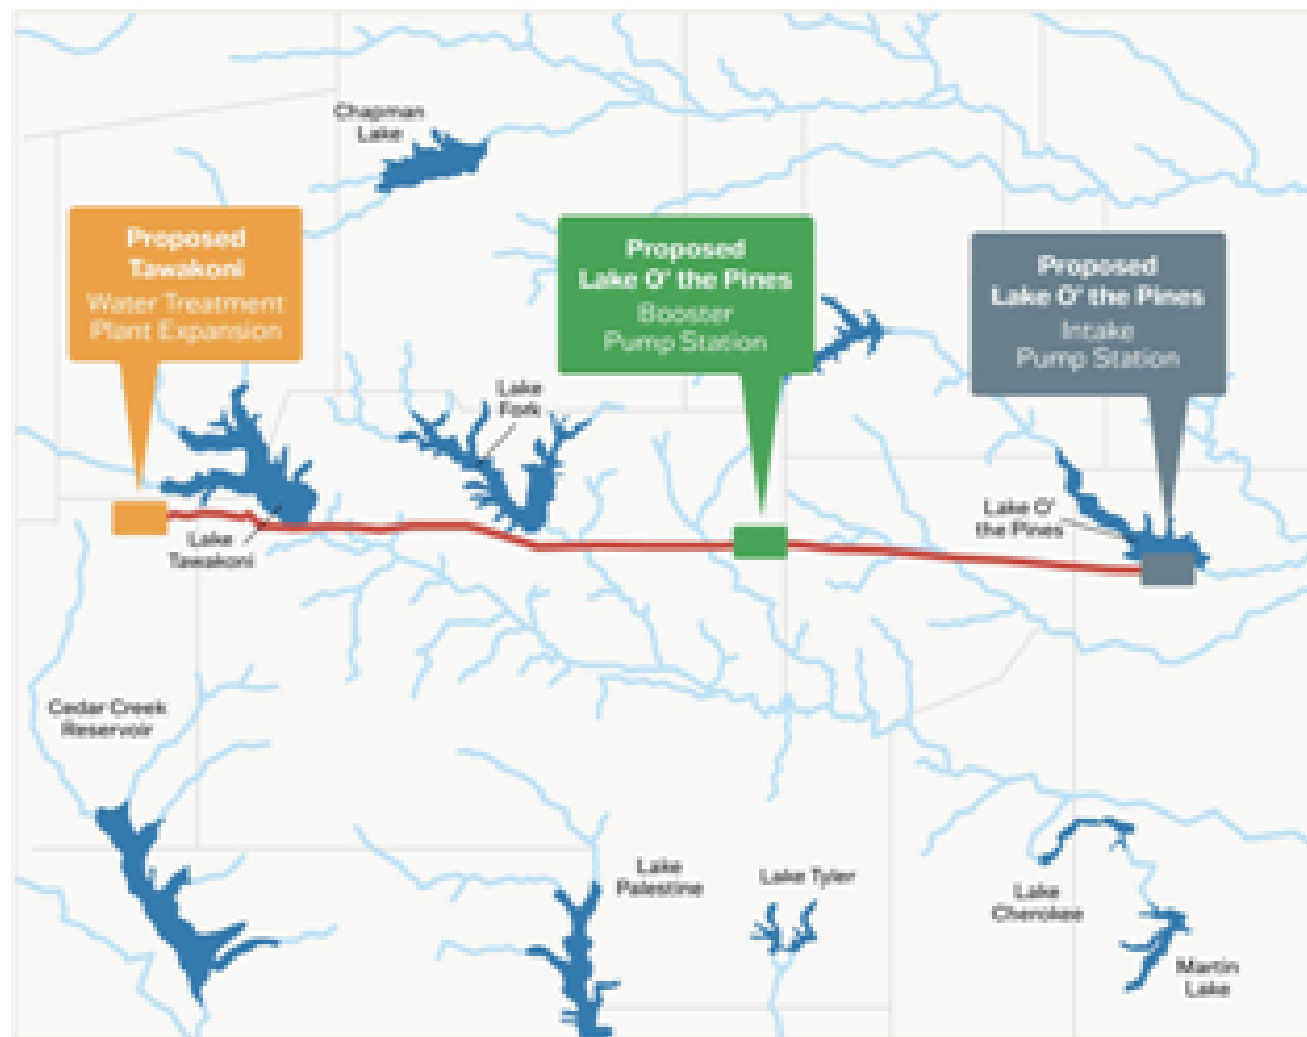 Chapman
Lake
Proposed
Tawakoni
Water Treatment
Plant Expansion
Proposed
Lake O' the Pines
Booster
Pump Station
Proposed
Lake O' the Pines
Intake
Pump Station
Lake
Fork
Lake O'
the Pines
Lake
Tawakoni
Cedar Creek
Reservoir
Lake
Palestine
Lake Tyler
Lake
Cherokee
Martin
Lake